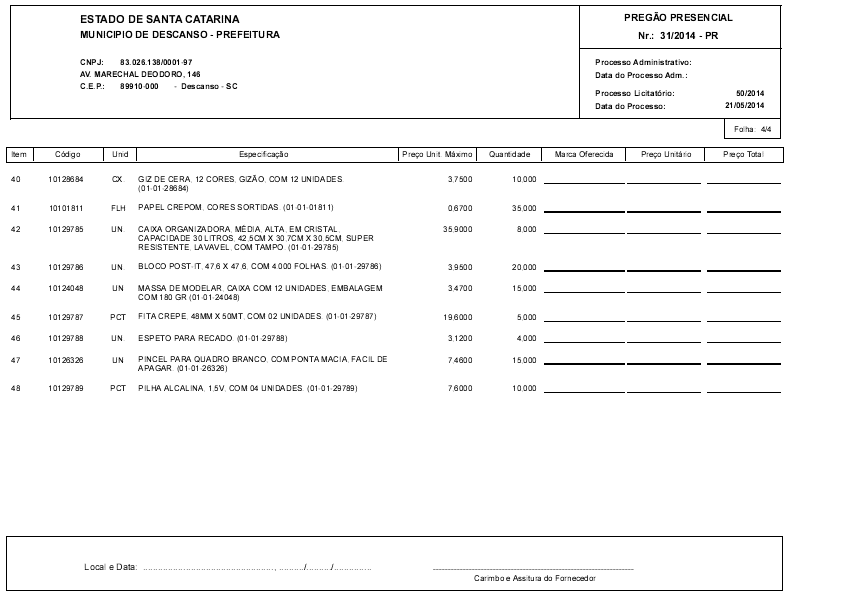 ESTADO DE SANTA CATARINA
MUNICIPIO DE DESCANSO - PREFEITURA
CNPJ: 83.026.138/0001-97
AV. MARECHAL DEODORO, 146
C.E.P.: 89910-000 - Descanso - SC
PREGÃO PRESENCIAL
Nr.: 31/2014 - PR
Processo Administrativo:
Data do Processo Adm.:
Processo Licitatório: 50/2014
Data do Processo: 21/05/2014
Folha: 4/4
Item Código Unid Especificação Preço Unit. Máximo Quantidade Marca Oferecida Preço Unitário Preço Total
40 10128684 CX GIZ DE CERA, 12 CORES, GIZÃO, COM 12 UNIDADES. 3,7500 10,000
(01-01-28684)
41 10101811 FLH PAPEL CREPOM, CORES SORTIDAS. (01-01-01811) 0,6700 35,000
42 10129785 UN CAIXA ORGANIZADORA, MÉDIA, ALTA, EM CRISTAL, 35,9000 8,000
CAPACIDADE 30 LITROS, 42,5CM X 30,7CM X 30,5CM, SUPER
RESISTENTE, LAVAVEL, COM TAMPO. (01-01-29785)
43 10129786 UN BLOCO POST-IT, 47,6 X 47,6, COM 4.000 FOLHAS. (01-01-29786) 3,9500 20,000
44 10124048 UN MASSA DE MODELAR, CAIXA COM 12 UNIDADES, EMBALAGEM 3,4700 15,000
COM 180 GR (01-01-24048)
45 10129787 PCT FITA CREPE, 48MM X 50MT, COM 02 UNIDADES. (01-01-29787) 19,6000 5,000
46 10129788 UN ESPETO PARA RECADO. (01-01-29788) 3,1200 4,000
47 10126326 UN PINCEL PARA QUADRO BRANCO, COM PONTA MACIA, FACIL DE 7,4600 15,000
APAGAR. (01-01-26326)
48 10129789 PCT PILHA ALCALINA, 1.5V, COM 04 UNIDADES. (01-01-29789) 7,6000 10,000
Local e Data: ......................................................, ........../........../...............
Carimbo e Assitura do Fornecedor